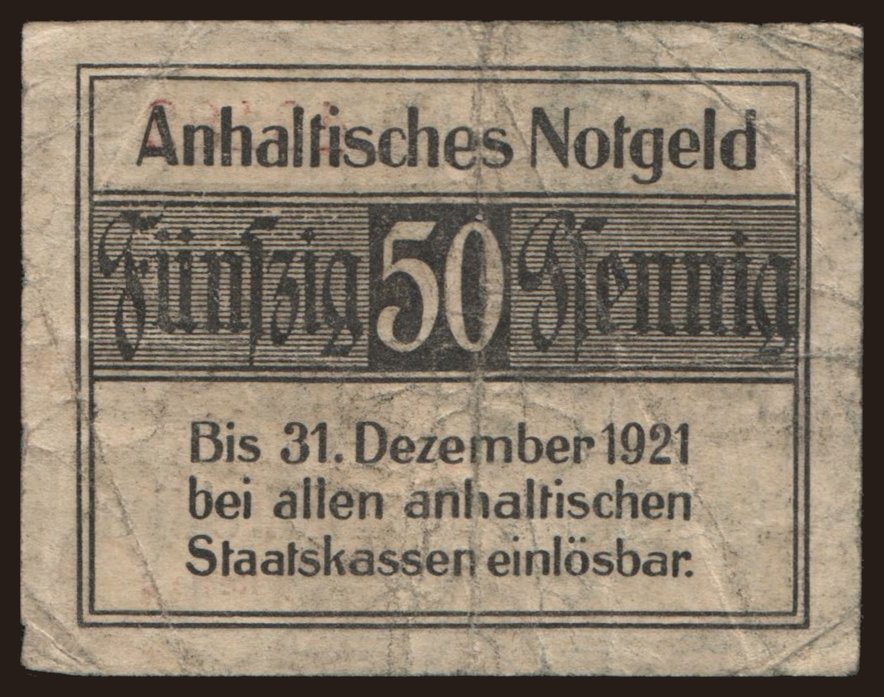 Anhaltisches Notgeld
Fünfzig 50 Pfennig
Bis 31. Dezember 1921
bei allen anhaltischen
Staatskassen einlösbar.